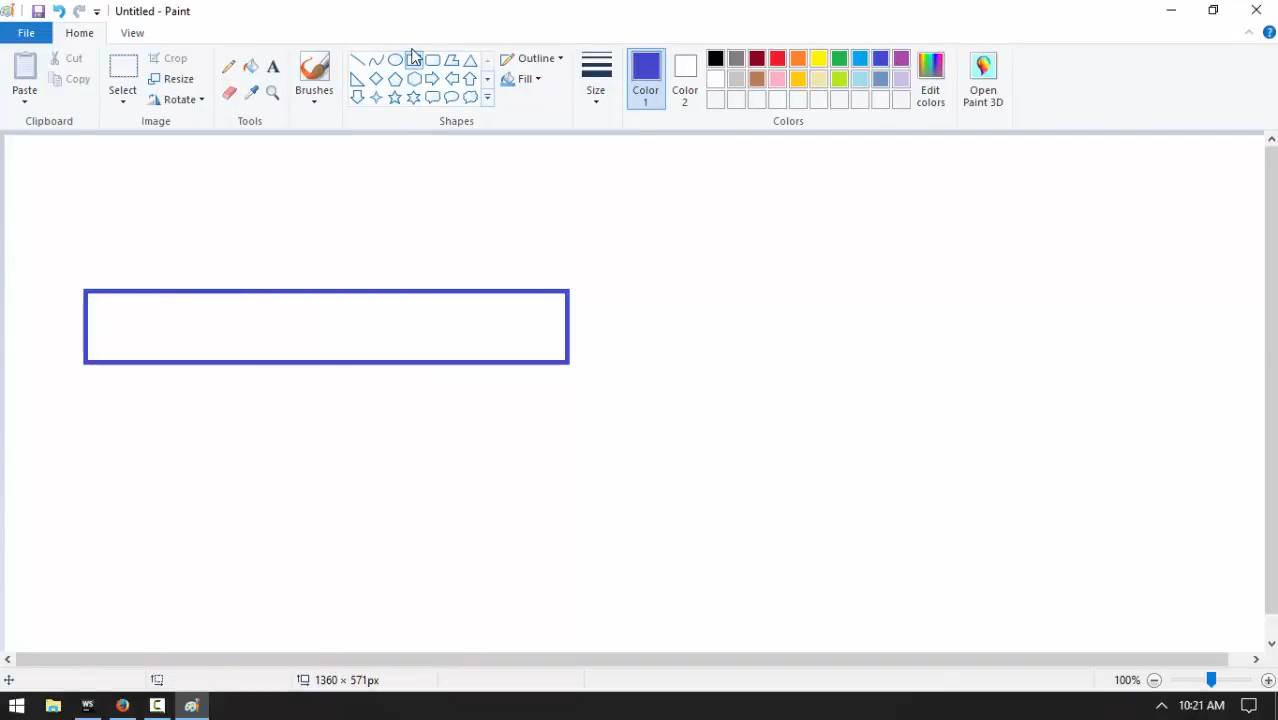 Untitled - Paint
File Home View
Paste
Cut
Copy
Clipboard
Select
Crop
Resize
Rotate
Image
A
Tools
Brushes
Outline
Fill
Shapes
Size
Color 1
Color 2
Edit colors
Colors
Open Paint 3D
1360 × 571px
100%
WS
10:21 AM